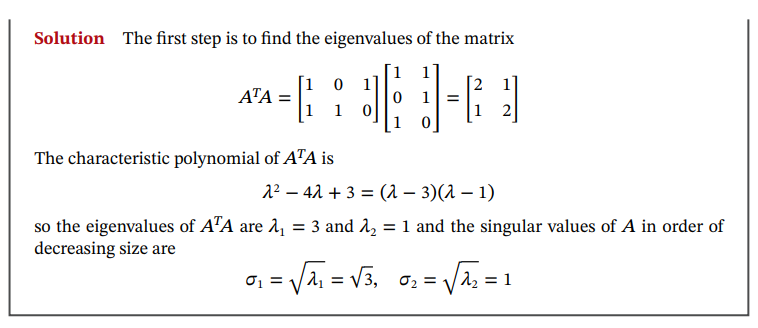 Solution The first step is to find the eigenvalues of the matrix
AᵀA = [1 0 1; 1 1 0] [1 1; 0 1; 1 0] = [2 1; 1 2]
The characteristic polynomial of AᵀA is
λ² − 4λ + 3 = (λ − 3)(λ − 1)
so the eigenvalues of AᵀA are λ₁ = 3 and λ₂ = 1 and the singular values of A in order of
decreasing size are
σ₁ = √λ₁ = √3, σ₂ = √λ₂ = 1